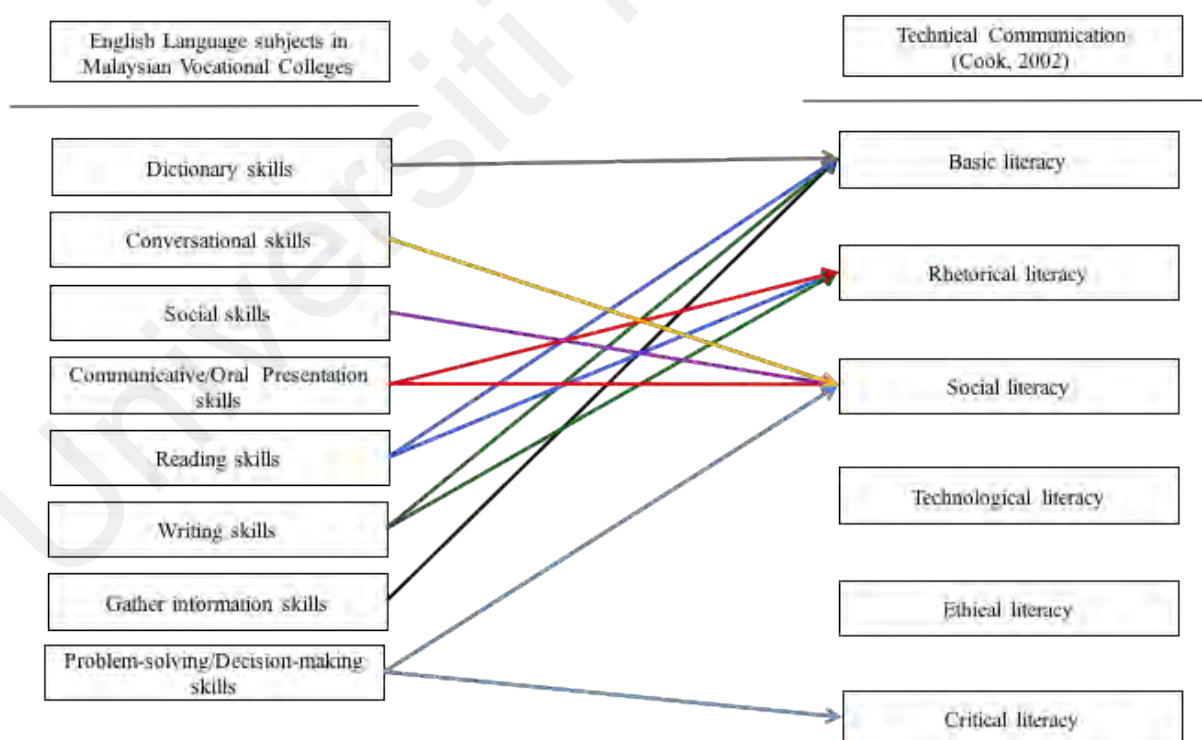 English Language subjects in
Malaysian Vocational Colleges
Technical Communication
(Cook, 2002)
Dictionary skills
Conversational skills
Social skills
Communicative/Oral Presentation
skills
Reading skills
Writing skills
Gather information skills
Problem-solving/Decision-making
skills
Basic literacy
Rhetorical literacy
Social literacy
Technological literacy
Ethical literacy
Critical literacy
Universiti